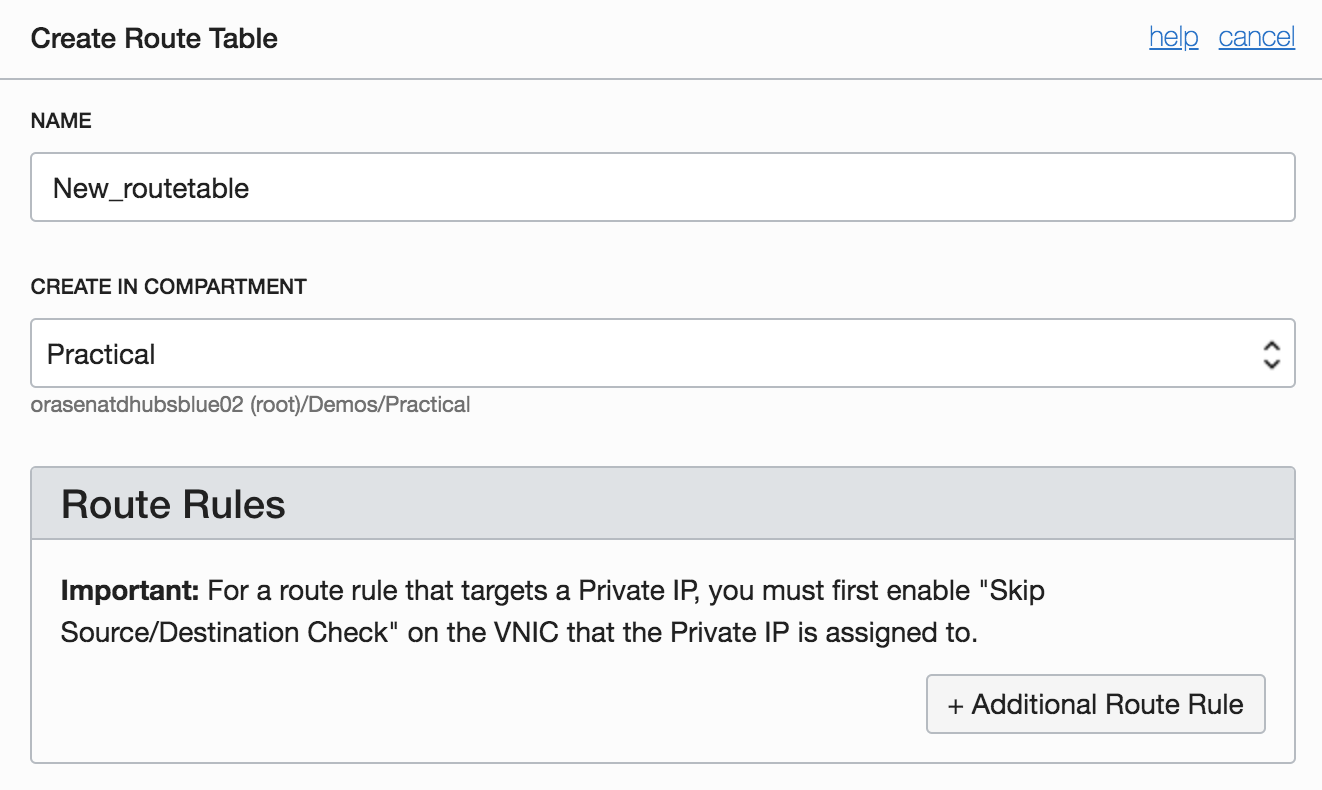 Create Route Table
help cancel
NAME
New_routetable
CREATE IN COMPARTMENT
Practical
orasenatdhubsblue02 (root)/Demos/Practical
Route Rules
Important: For a route rule that targets a Private IP, you must first enable "Skip
Source/Destination Check" on the VNIC that the Private IP is assigned to.
+ Additional Route Rule